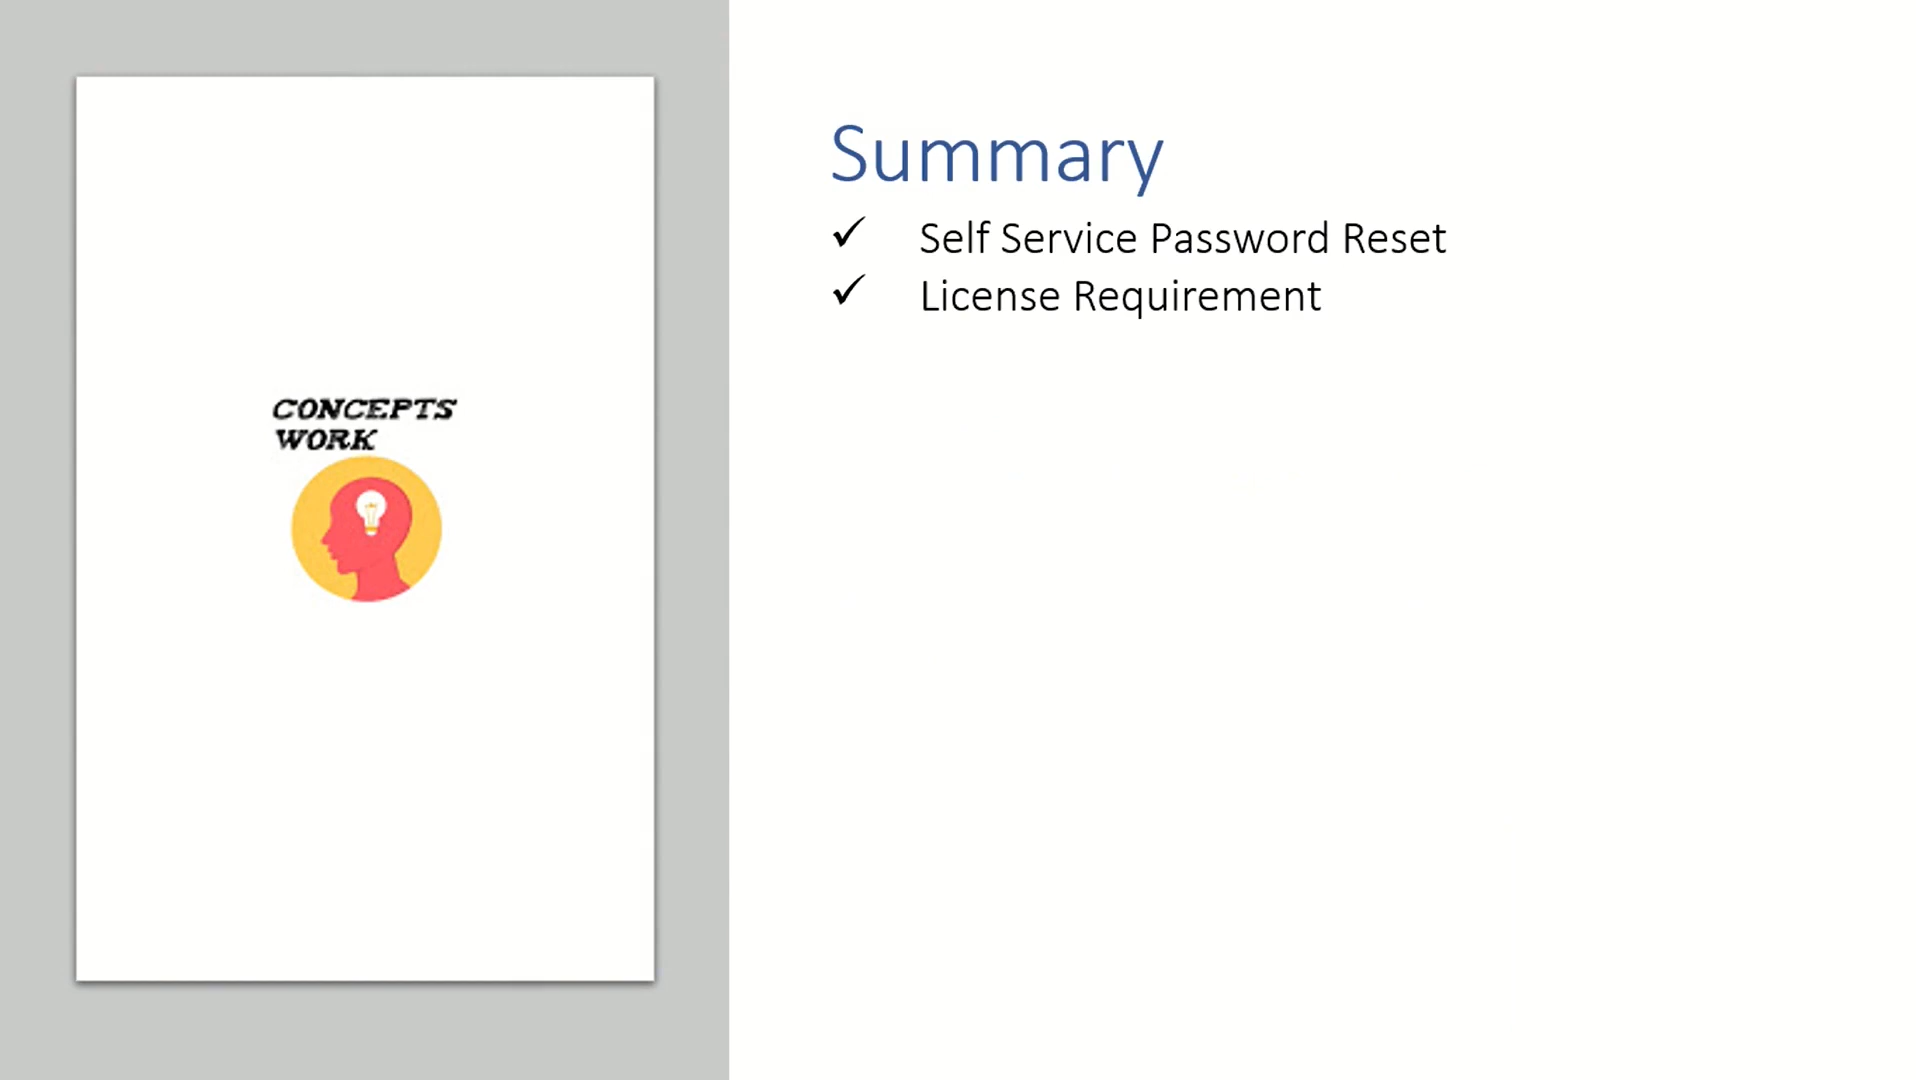 CONCEPTS
WORK
Summary
✓ Self Service Password Reset
✓ License Requirement